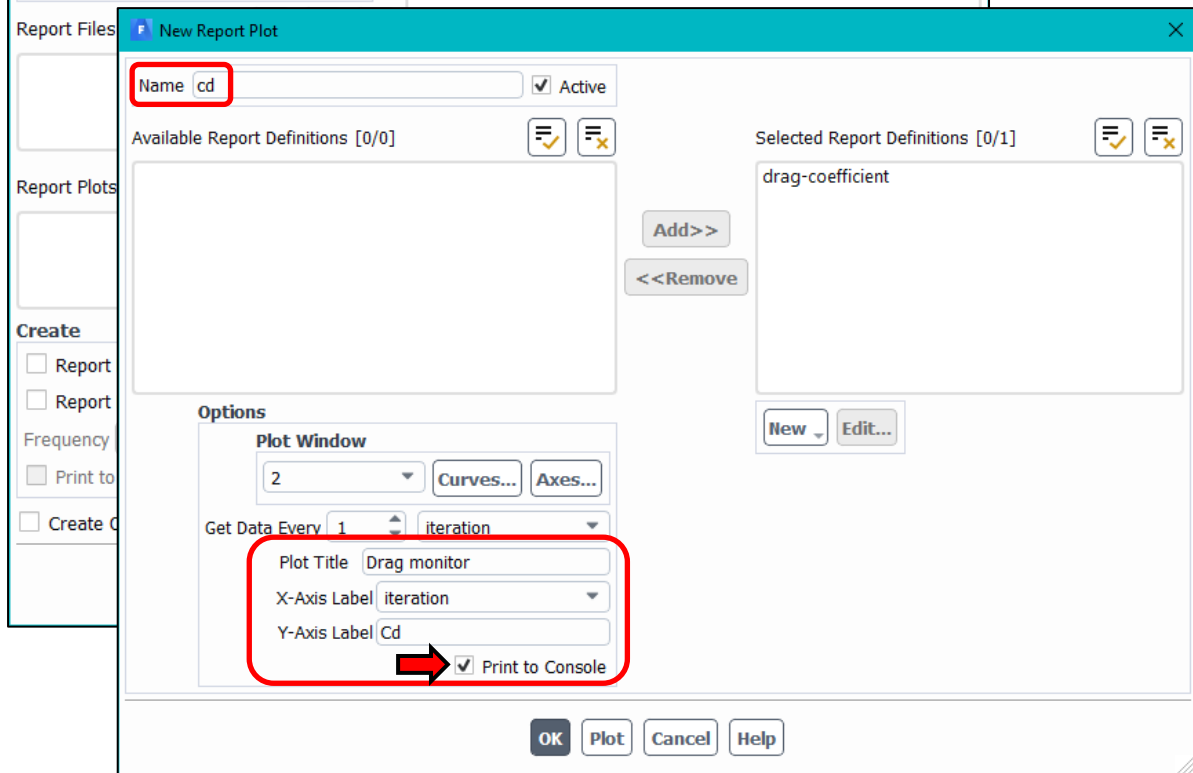 Report Files
New Report Plot
Name cd
Active
Available Report Definitions [0/0]
Selected Report Definitions [0/1]
drag-coefficient
Report Plots
Add>>
<<Remove
Create
Report
Report
Frequency
Print to
Create
Options
Plot Window
2
Curves...
Axes...
New
Edit...
Get Data Every 1 iteration
Plot Title Drag monitor
X-Axis Label iteration
Y-Axis Label Cd
Print to Console
OK
Plot
Cancel
Help